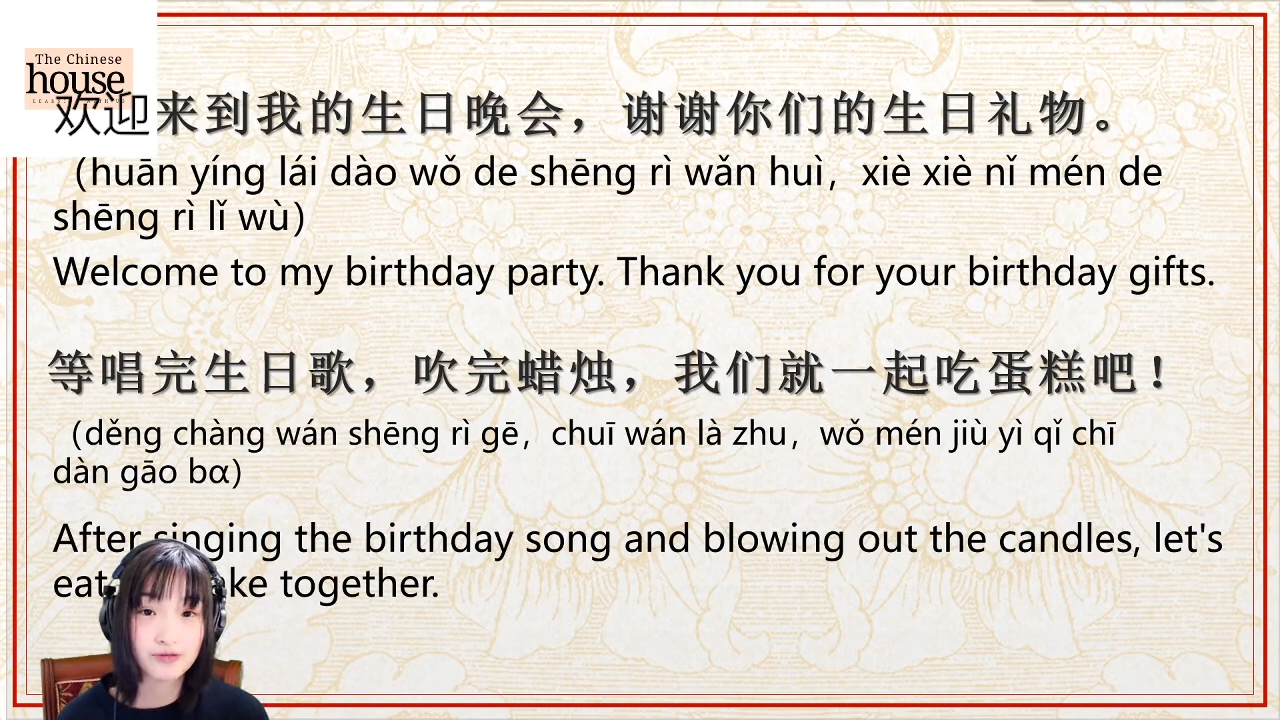 The Chinese
house
欢迎来到我的生日晚会，谢谢你们的生日礼物。
（huān yíng lái dào wǒ de shēng rì wǎn huì，xiè xiè nǐ mén de
shēng rì lǐ wù）
Welcome to my birthday party. Thank you for your birthday gifts.
等唱完生日歌，吹完蜡烛，我们就一起吃蛋糕吧！
（děng chàng wán shēng rì gē，chuī wán là zhu，wǒ mén jiù yì qǐ chī
dàn gāo bɑ）
After singing the birthday song and blowing out the candles, let's
eat together.